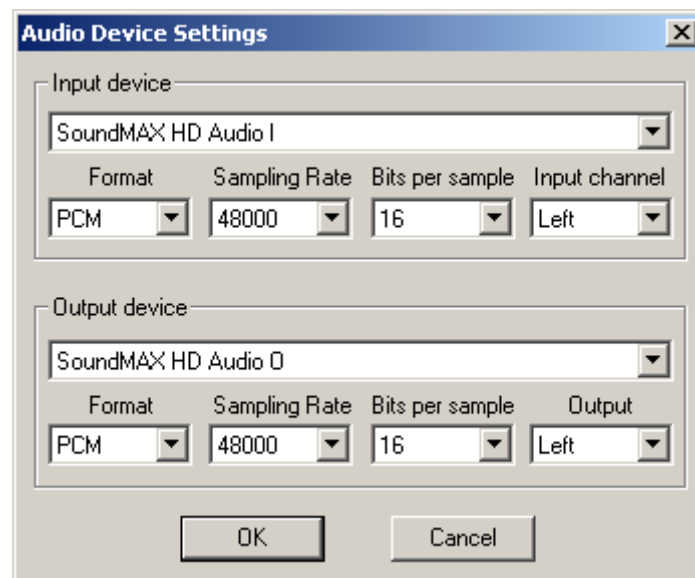 Audio Device Settings
Input device
SoundMAX HD Audio I
Format Sampling Rate Bits per sample Input channel
PCM 48000 16 Left
Output device
SoundMAX HD Audio O
Format Sampling Rate Bits per sample Output
PCM 48000 16 Left
OK Cancel